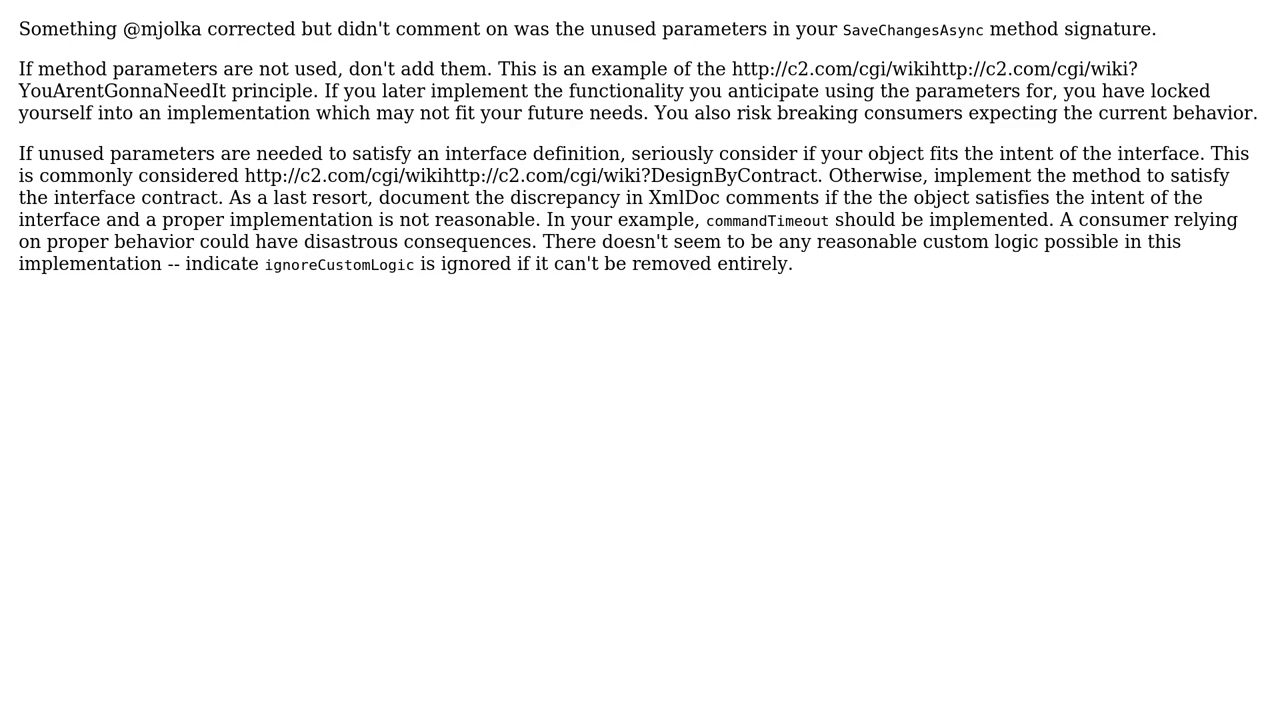 Something @mjolka corrected but didn't comment on was the unused parameters in your SaveChangesAsync method signature.
If method parameters are not used, don't add them. This is an example of the http://c2.com/cgi/wikihttp://c2.com/cgi/wiki?
YouArentGonnaNeedIt principle. If you later implement the functionality you anticipate using the parameters for, you have locked
yourself into an implementation which may not fit your future needs. You also risk breaking consumers expecting the current behavior.
If unused parameters are needed to satisfy an interface definition, seriously consider if your object fits the intent of the interface. This
is commonly considered http://c2.com/cgi/wikihttp://c2.com/cgi/wiki?DesignByContract. Otherwise, implement the method to satisfy
the interface contract. As a last resort, document the discrepancy in XmlDoc comments if the the object satisfies the intent of the
interface and a proper implementation is not reasonable. In your example, commandTimeout should be implemented. A consumer relying
on proper behavior could have disastrous consequences. There doesn't seem to be any reasonable custom logic possible in this
implementation -- indicate ignoreCustomLogic is ignored if it can't be removed entirely.